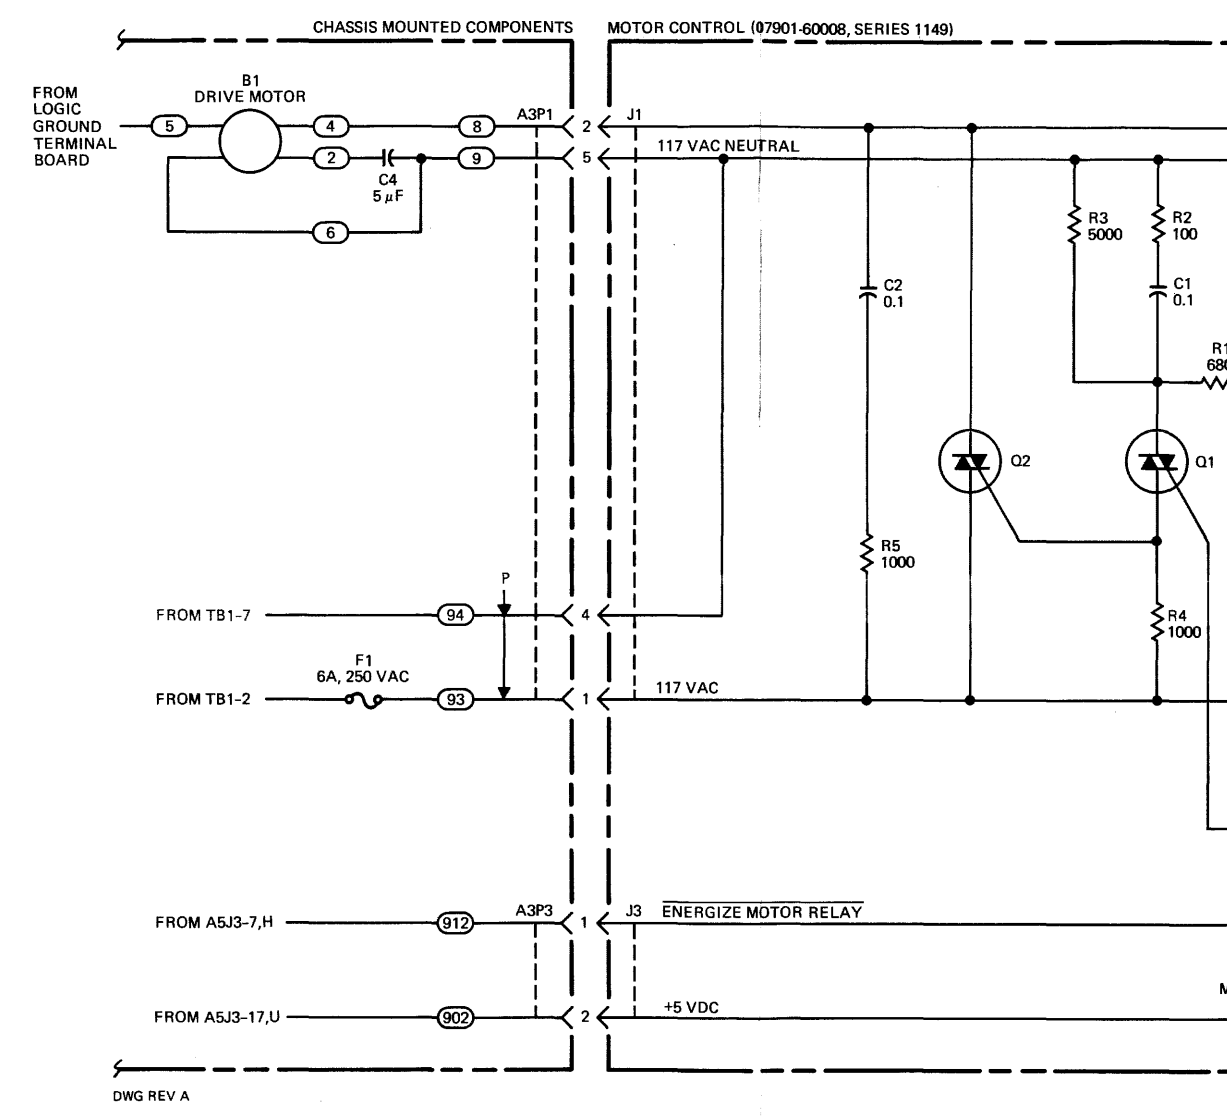 CHASSIS MOUNTED COMPONENTS
MOTOR CONTROL (07901-60008, SERIES 1149)
B1
DRIVE MOTOR
FROM
LOGIC
GROUND
TERMINAL
BOARD
5
4
8
A3P1
2
J1
2
C4
5 μF
9
5
117 VAC NEUTRAL
6
R3
5000
R2
100
C2
0.1
C1
0.1
R1
680
Q2
Q1
R5
1000
P
FROM TB1-7
94
4
R4
1000
F1
6A, 250 VAC
FROM TB1-2
93
1
117 VAC
FROM A5J3-7,H
912
A3P3
1
J3
ENERGIZE MOTOR RELAY
M
FROM A5J3-17,U
902
2
+5 VDC
DWG REV A